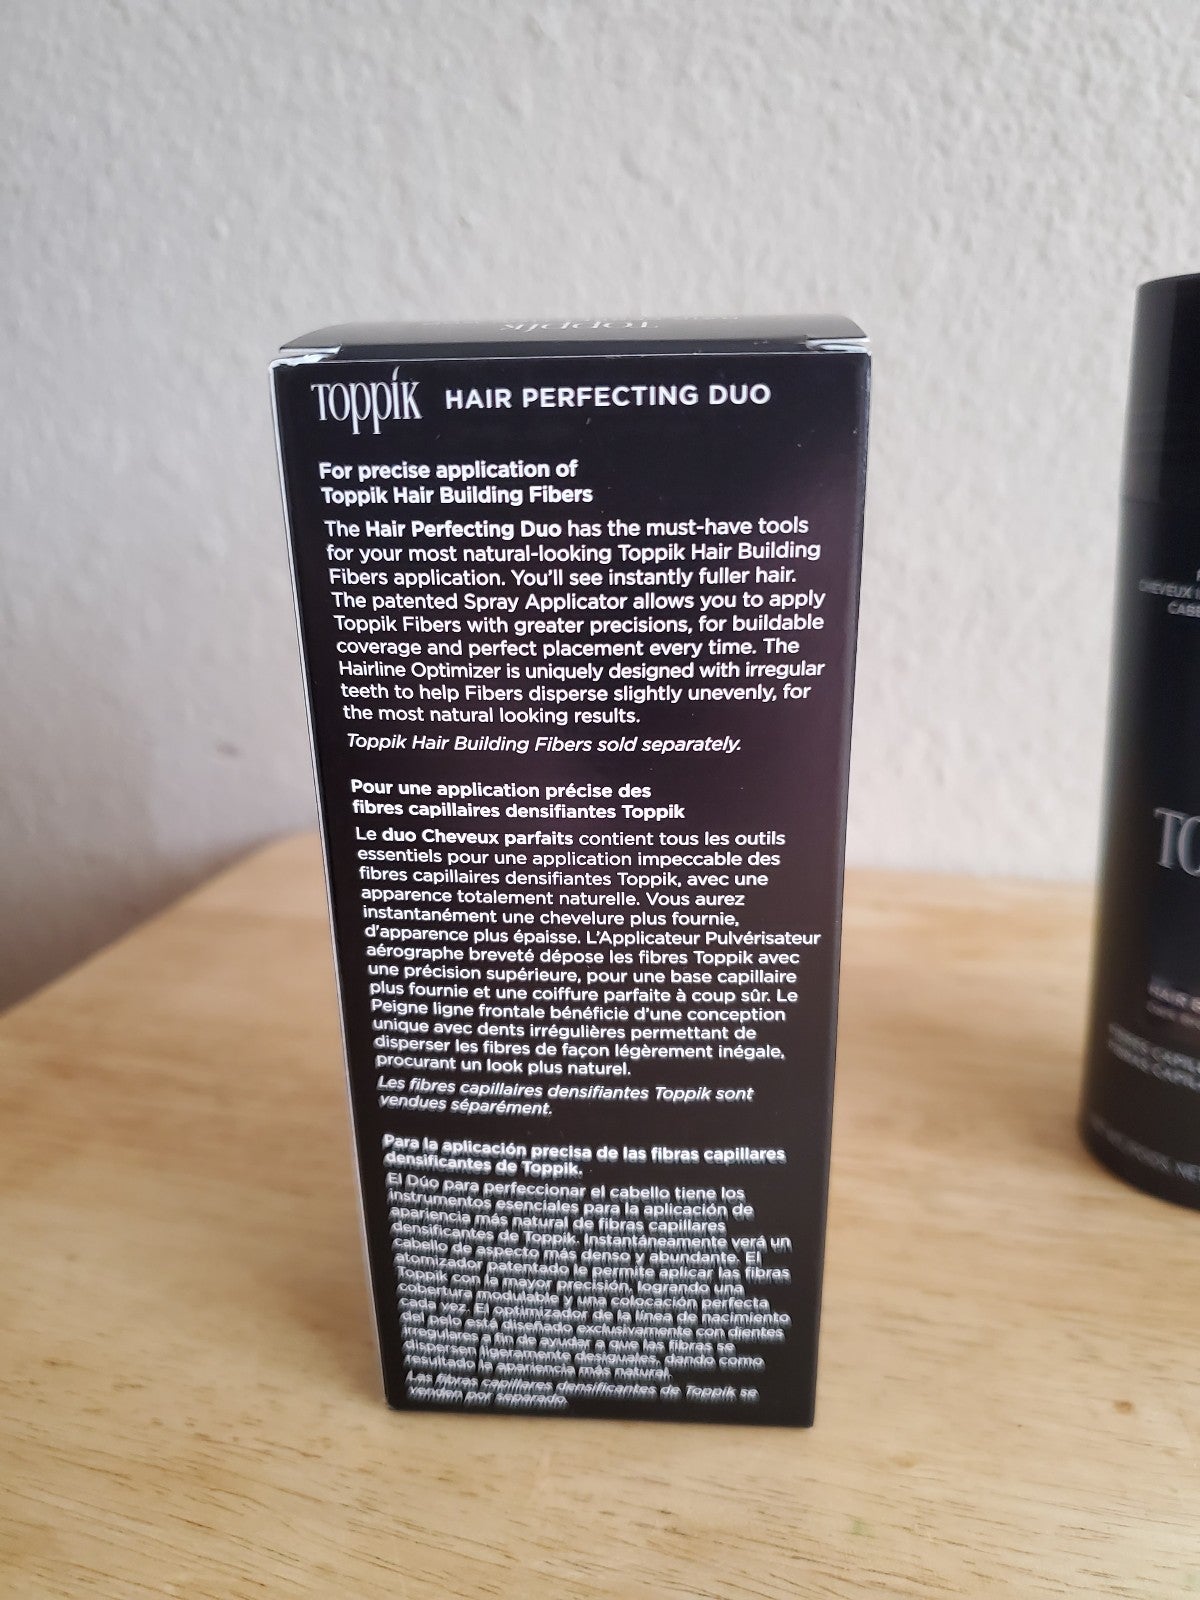 TOPPIK
Toppik HAIR PERFECTING DUO
For precise application of
Toppik Hair Building Fibers
The Hair Perfecting Duo has the must-have tools
for your most natural-looking Toppik Hair Building
Fibers application. You'll see instantly fuller hair.
The patented Spray Applicator allows you to apply
Toppik Fibers with greater precisions, for buildable
coverage and perfect placement every time. The
Hairline Optimizer is uniquely designed with irregular
teeth to help Fibers disperse slightly unevenly, for
the most natural looking results.
Toppik Hair Building Fibers sold separately.
Pour une application précise des
fibres capillaires densifiantes Toppik
Le duo Cheveux parfaits contient tous les outils
essentiels pour une application impeccable des
fibres capillaires densifiantes Toppik, avec une
apparence totalement naturelle. Vous aurez
instantanément une chevelure plus fournie,
d'apparence plus épaisse. L'Applicateur Pulvérisateur
aérographe breveté dépose les fibres Toppik avec
une précision supérieure, pour une base capillaire
plus fournie et une coiffure parfaite à coup sûr. Le
Peigne ligne frontale bénéficie d'une conception
unique avec dents irrégulières permettant de
disperser les fibres de façon légèrement inégale,
procurant un look plus naturel.
Les fibres capillaires densifiantes Toppik sont
vendues séparément.
Para la aplicación precisa de las fibras capillares
densificantes de Toppik.
El Dúo para perfeccionar el cabello tiene los
instrumentos esenciales para la aplicación de
apariencia más natural de fibras capillares
densificantes de Toppik. Instantáneamente verá un
cabello de aspecto más denso y abundante. El
atomizador patentado le permite aplicar las fibras
Toppik con la mayor precisión, logrando una
cobertura modulable y una colocación perfecta
cada vez. El optimizador de la línea de nacimiento
del pelo está diseñado exclusivamente con dientes
irregulares a fin de ayudar a que las fibras se
dispersen ligeramente desiguales, dando como
resultado la apariencia más natural.
Las fibras capillares densificantes de Toppik se
venden por separado.
CHEVEUX
TO
HAIR